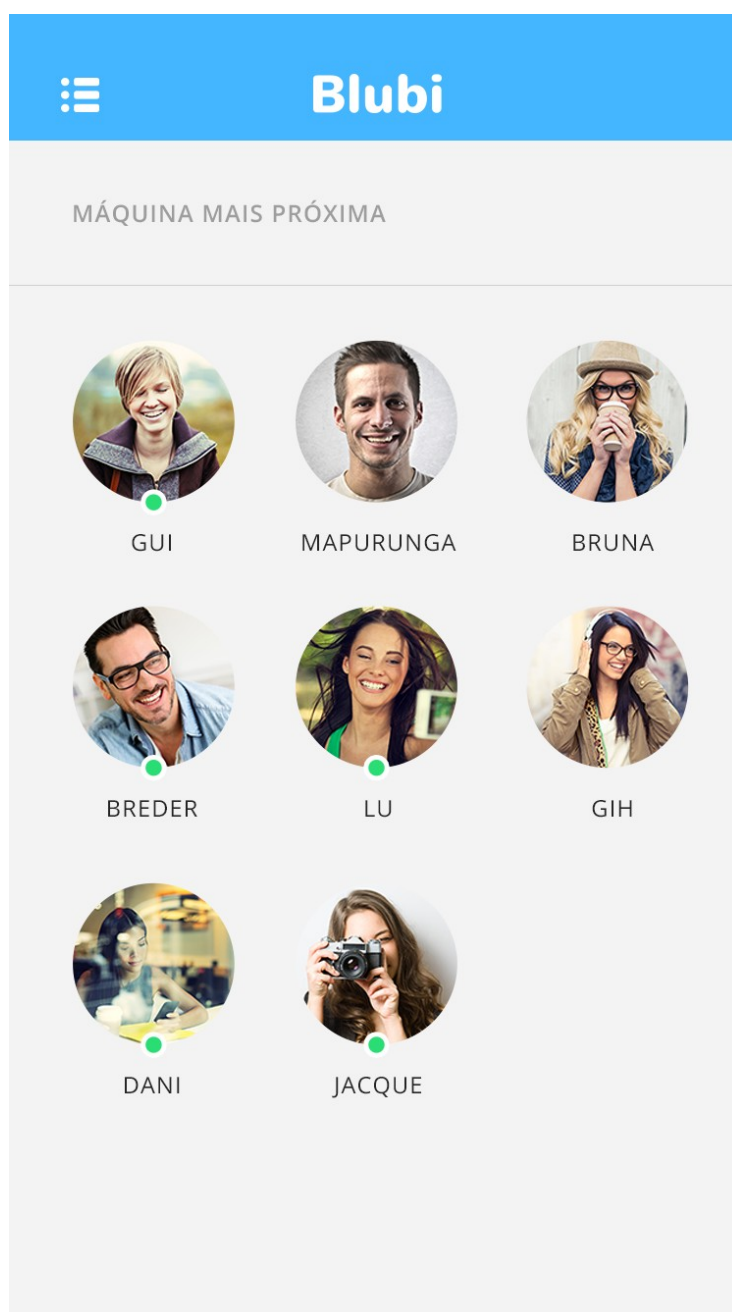 Blubi
MÁQUINA MAIS PRÓXIMA
GUI
MAPURUNGA
BRUNA
BREDER
LU
GIH
DANI
JACQUE